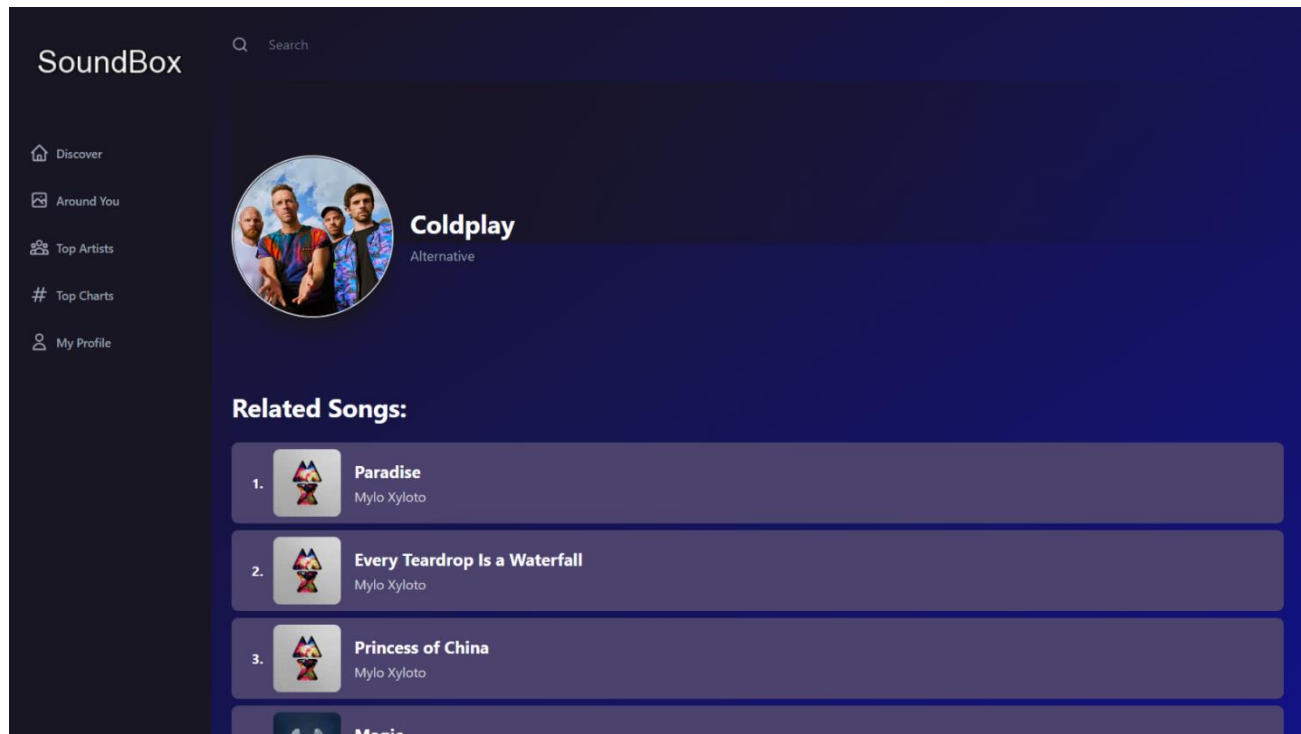 SoundBox
Search
Discover
Around You
Top Artists
Top Charts
My Profile
Coldplay
Alternative
Related Songs:
1.
Paradise
Mylo Xyloto
2.
Every Teardrop Is a Waterfall
Mylo Xyloto
3.
Princess of China
Mylo Xyloto
Magic